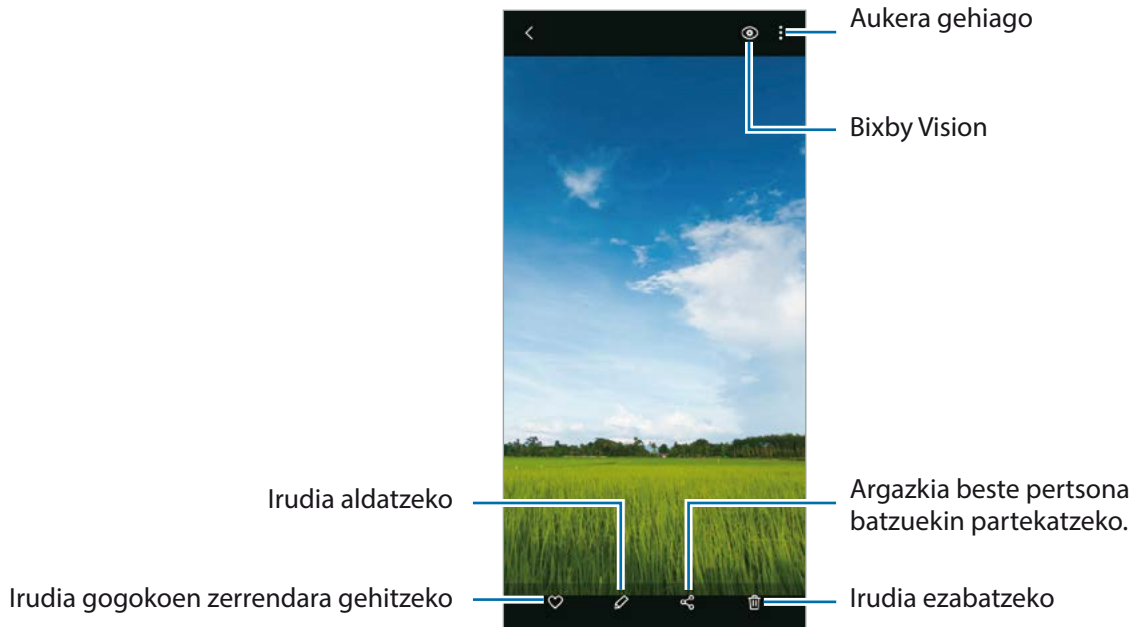 Aukera gehiago
Bixby Vision
Irudia aldatzeko
Argazkia beste pertsona
batzuekin partekatzeko.
Irudia gogokoen zerrendara gehitzeko
Irudia ezabatzeko